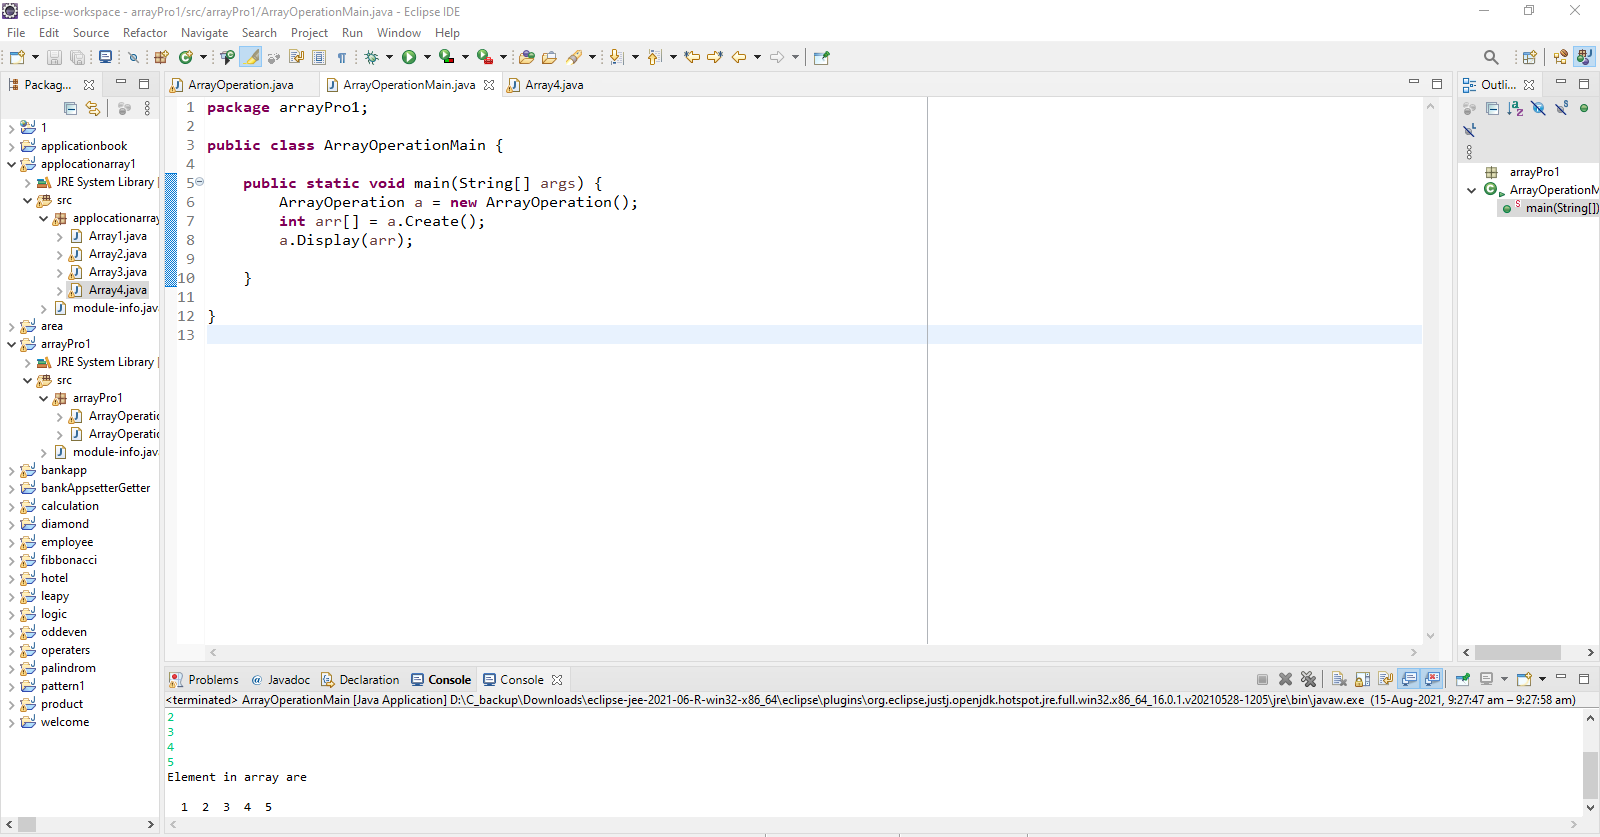 eclipse-workspace - arrayPro1/src/arrayPro1/ArrayOperationMain.java - Eclipse IDE
File Edit Source Refactor Navigate Search Project Run Window Help
Packag...
1
applicationbook
applocationarray1
JRE System Library
src
applocationarray
Array1.java
Array2.java
Array3.java
Array4.java
module-info.jav
area
arrayPro1
JRE System Library
src
arrayPro1
ArrayOperatio
ArrayOperatio
module-info.jav
bankapp
bankAppsetterGetter
calculation
diamond
employee
fibbonacci
hotel
leapy
logic
oddeven
operaters
palindrom
pattern1
product
welcome
ArrayOperation.java ArrayOperationMain.java Array4.java
1 package arrayPro1;
2
3 public class ArrayOperationMain {
4
5 public static void main(String[] args) {
6 ArrayOperation a = new ArrayOperation();
7 int arr[] = a.Create();
8 a.Display(arr);
9
10 }
11
12 }
13
Outli...
arrayPro1
ArrayOperationM
main(String[])
Problems @ Javadoc Declaration Console Console
<terminated> ArrayOperationMain [Java Application] D:\C_backup\Downloads\eclipse-jee-2021-06-R-win32-x86_64\eclipse\plugins\org.eclipse.justj.openjdk.hotspot.jre.full.win32.x86_64_16.0.1.v20210528-1205\jre\bin\javaw.exe (15-Aug-2021, 9:27:47 am – 9:27:58 am)
2
3
4
5
Element in array are
1 2 3 4 5